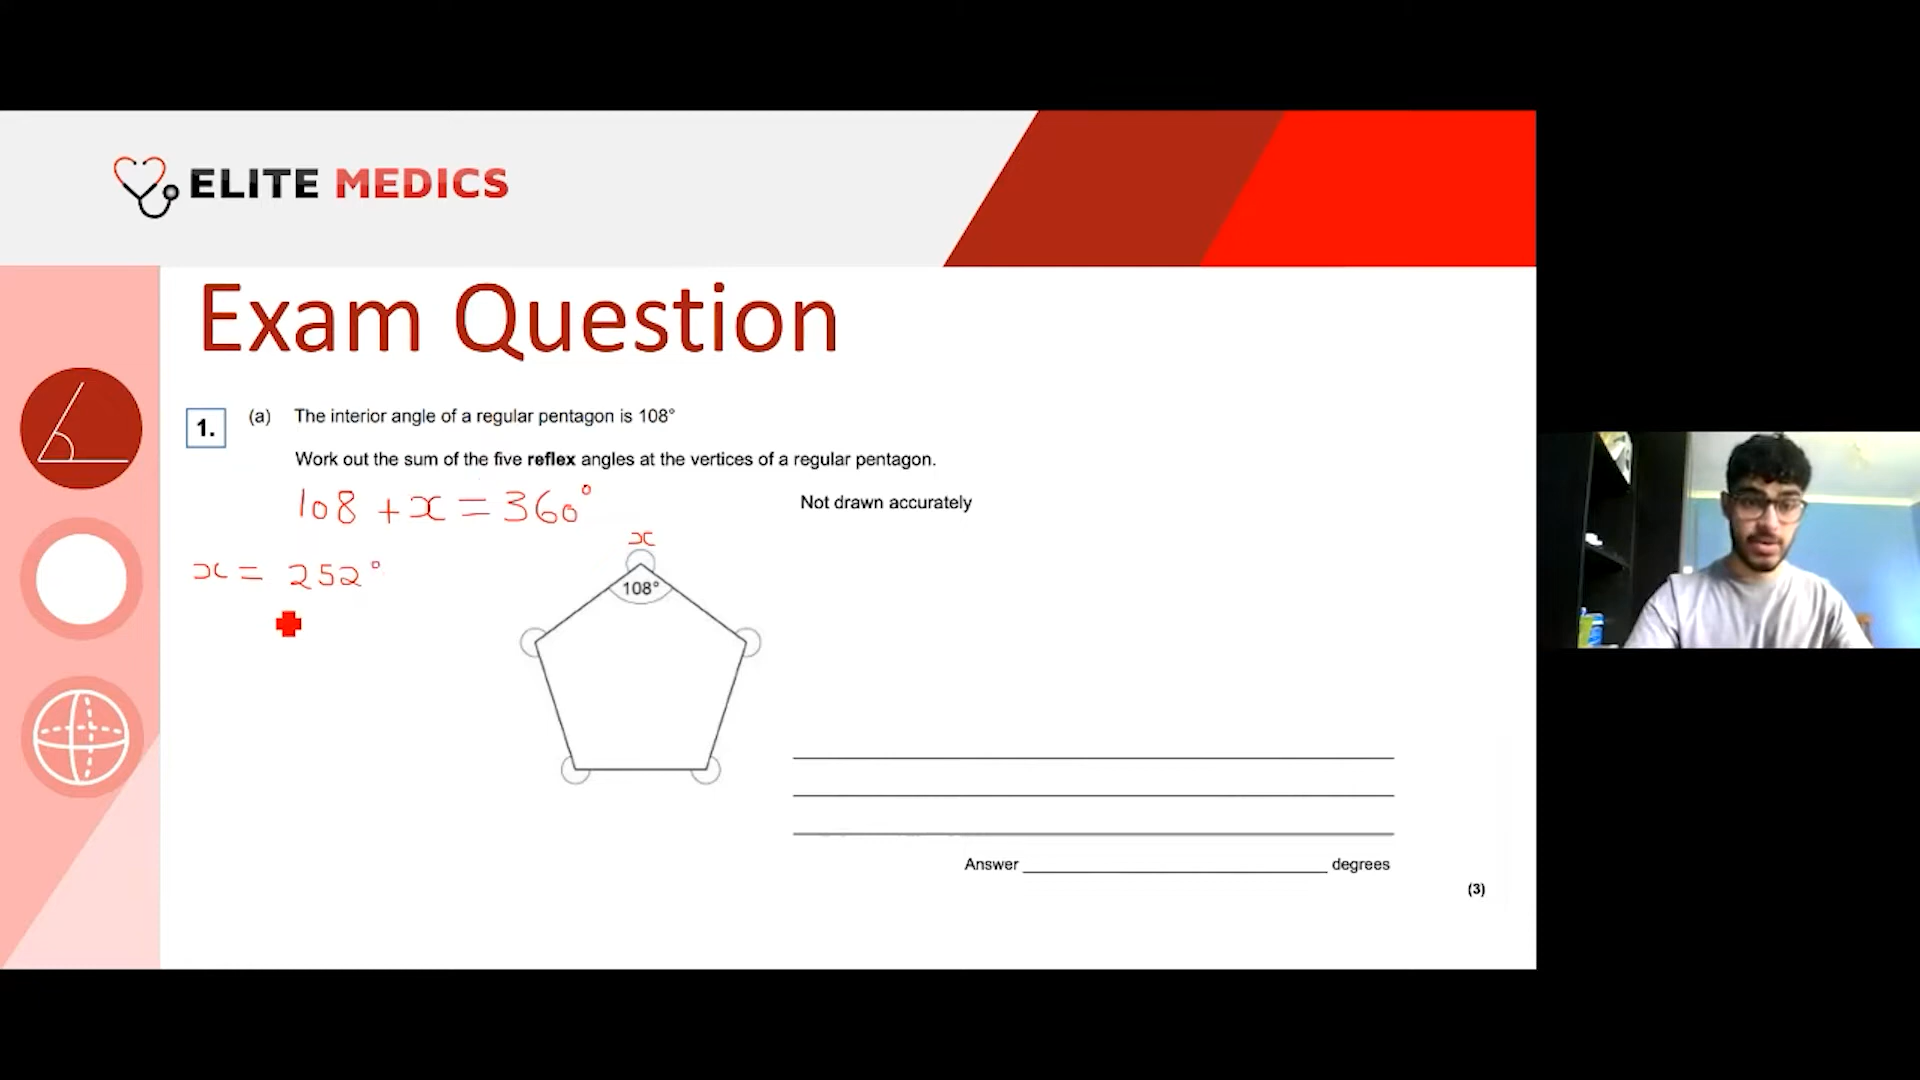 ELITE MEDICS
Exam Question
1. (a) The interior angle of a regular pentagon is 108°
Work out the sum of the five reflex angles at the vertices of a regular pentagon.
108 + x = 360°
Not drawn accurately
x
x = 252°
108°
Answer ____ degrees
(3)